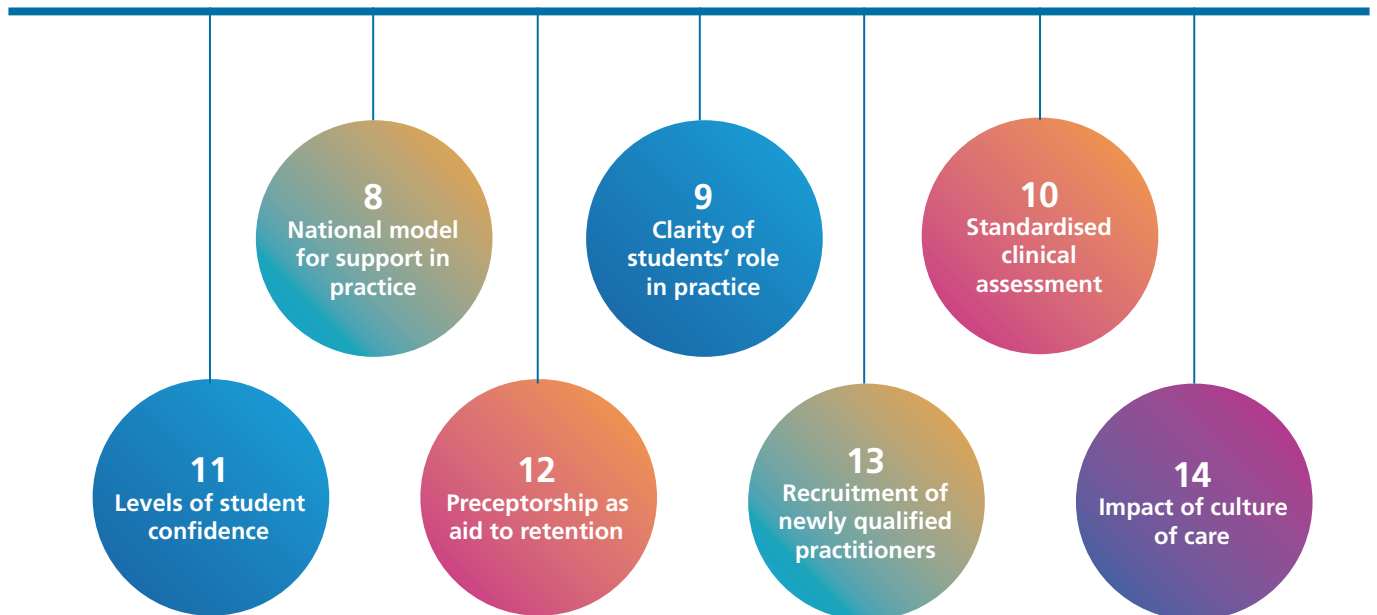 8
National model
for support in
practice
9
Clarity of
students’ role
in practice
10
Standardised
clinical
assessment
11
Levels of student
confidence
12
Preceptorship as
aid to retention
13
Recruitment of
newly qualified
practitioners
14
Impact of culture
of care